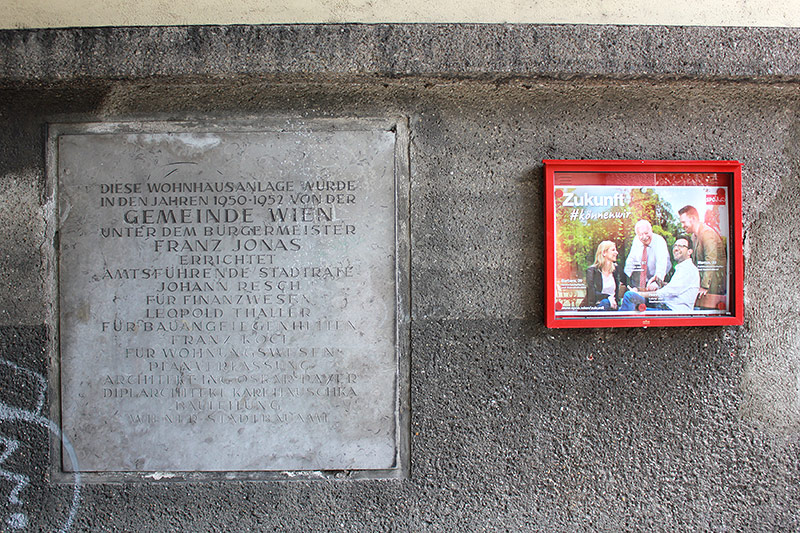 DIESE WOHNHAUSANLAGE WURDE
IN DEN JAHREN 1950-1952 VON DER
GEMEINDE WIEN
UNTER DEM BÜRGERMEISTER
FRANZ JONAS
ERRICHTET
AMTSFÜHRENDE STADTRÄTE
JOHANN RESCH
FÜR FINANZWESEN
LEOPOLD THALLER
FÜR BAUANGELEGENHEITEN
FRANZ KOCI
FÜR WOHNUNGSWESEN
PLANVERFASSUNG
ARCHITEKT ING OSKAR PAYER
DIPL ARCHITEKT KARL HAUSCHKA
BAULEITUNG
WIENER STADTBAUAMT
Zukunft
#könnenwir